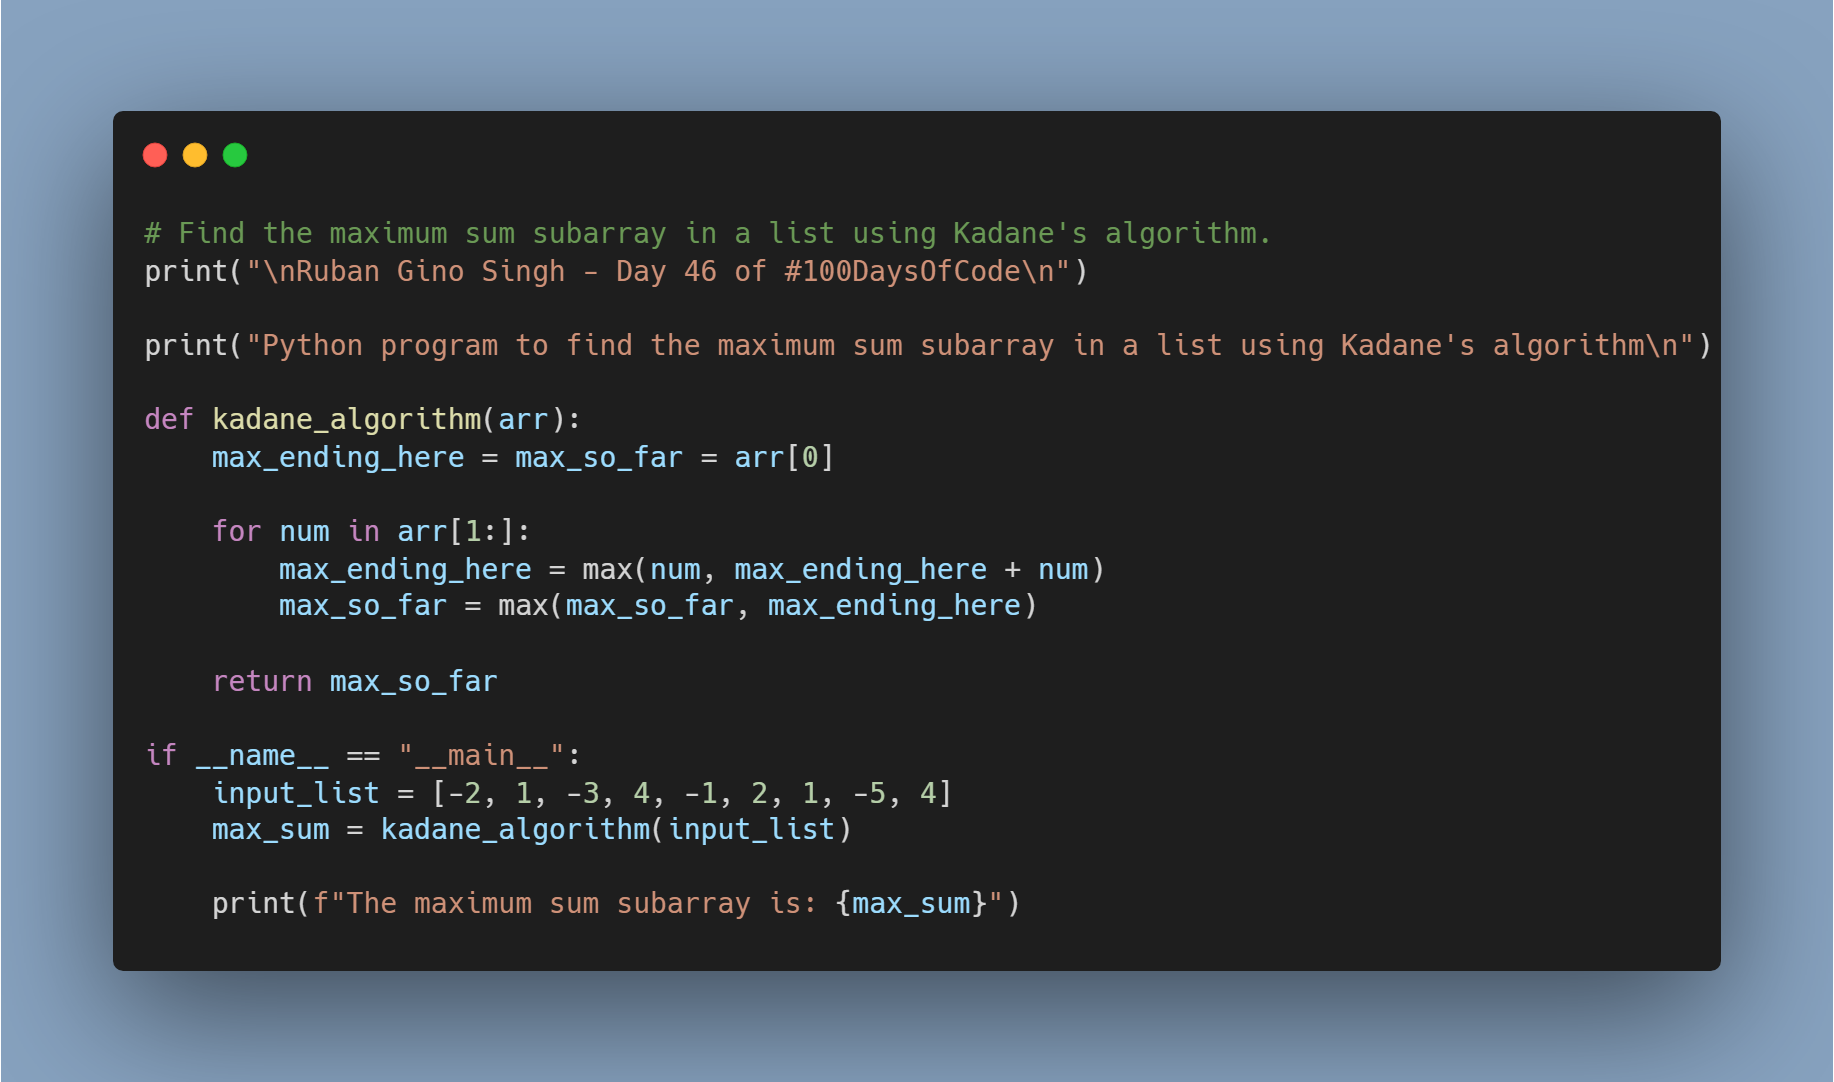 # Find the maximum sum subarray in a list using Kadane's algorithm.
print("\nRuban Gino Singh - Day 46 of #100DaysOfCode\n")

print("Python program to find the maximum sum subarray in a list using Kadane's algorithm\n")

def kadane_algorithm(arr):
    max_ending_here = max_so_far = arr[0]

    for num in arr[1:]:
        max_ending_here = max(num, max_ending_here + num)
        max_so_far = max(max_so_far, max_ending_here)

    return max_so_far

if __name__ == "__main__":
    input_list = [-2, 1, -3, 4, -1, 2, 1, -5, 4]
    max_sum = kadane_algorithm(input_list)

    print(f"The maximum sum subarray is: {max_sum}")